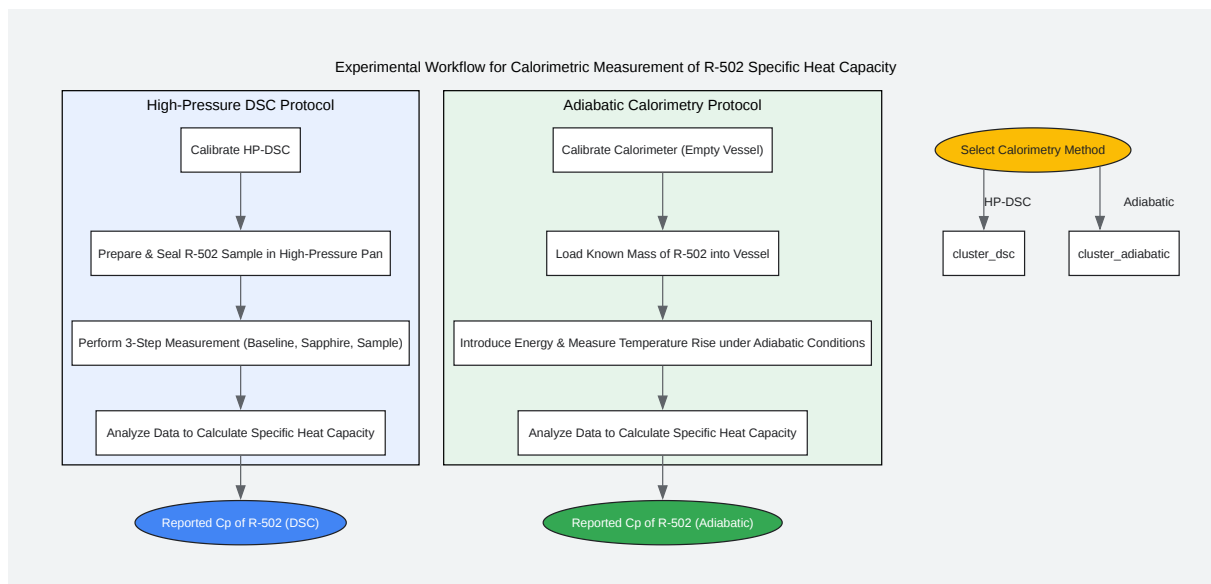 Experimental Workflow for Calorimetric Measurement of R-502 Specific Heat Capacity
High-Pressure DSC Protocol
Calibrate HP-DSC
Prepare & Seal R-502 Sample in High-Pressure Pan
Perform 3-Step Measurement (Baseline, Sapphire, Sample)
Analyze Data to Calculate Specific Heat Capacity
Reported Cp of R-502 (DSC)
Adiabatic Calorimetry Protocol
Calibrate Calorimeter (Empty Vessel)
Load Known Mass of R-502 into Vessel
Introduce Energy & Measure Temperature Rise under Adiabatic Conditions
Analyze Data to Calculate Specific Heat Capacity
Reported Cp of R-502 (Adiabatic)
Select Calorimetry Method
HP-DSC
Adiabatic
cluster_dsc
cluster_adiabatic